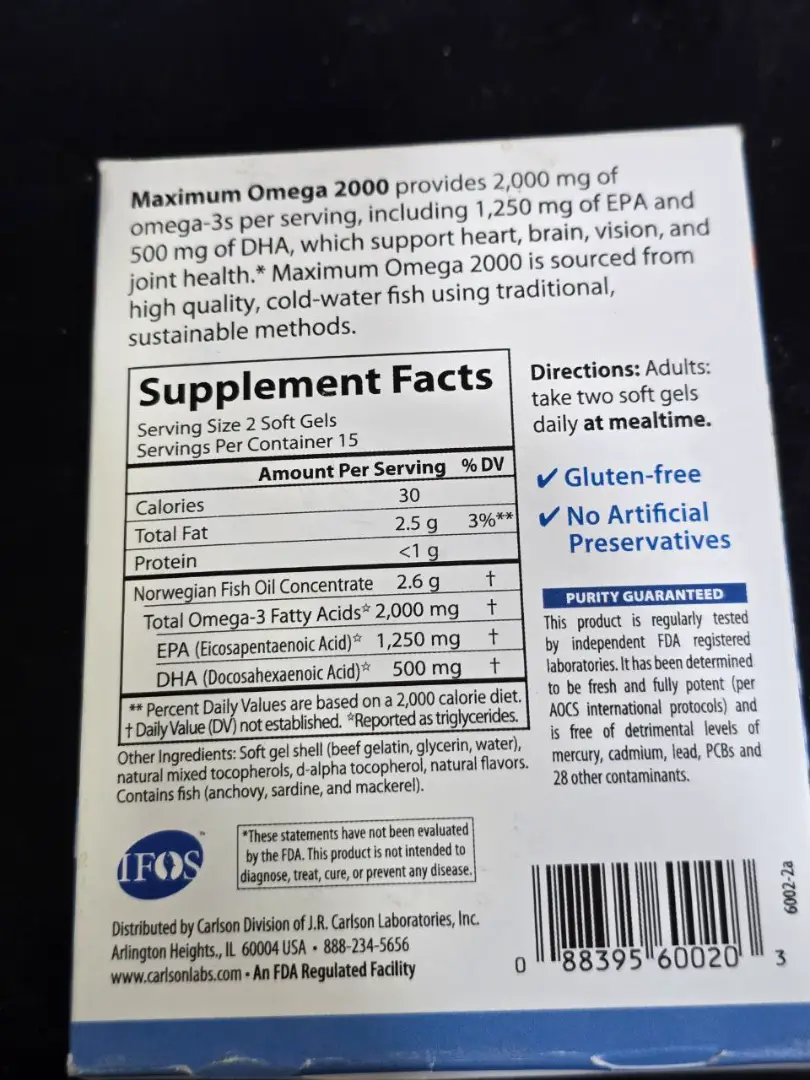 Maximum Omega 2000 provides 2,000 mg of
omega-3s per serving, including 1,250 mg of EPA and
500 mg of DHA, which support heart, brain, vision, and
joint health.* Maximum Omega 2000 is sourced from
high quality, cold-water fish using traditional,
sustainable methods.
Supplement Facts
Serving Size 2 Soft Gels
Servings Per Container 15
Amount Per Serving % DV
Calories 30
Total Fat 2.5 g 3%**
Protein <1 g
Norwegian Fish Oil Concentrate 2.6 g †
Total Omega-3 Fatty Acids☆ 2,000 mg †
EPA (Eicosapentaenoic Acid)☆ 1,250 mg †
DHA (Docosahexaenoic Acid)☆ 500 mg †
** Percent Daily Values are based on a 2,000 calorie diet.
† Daily Value (DV) not established. ☆Reported as triglycerides.
Other Ingredients: Soft gel shell (beef gelatin, glycerin, water),
natural mixed tocopherols, d-alpha tocopherol, natural flavors.
Contains fish (anchovy, sardine, and mackerel).
Directions: Adults:
take two soft gels
daily at mealtime.
✔ Gluten-free
✔ No Artificial
Preservatives
PURITY GUARANTEED
This product is regularly tested
by independent FDA registered
laboratories. It has been determined
to be fresh and fully potent (per
AOCS international protocols) and
is free of detrimental levels of
mercury, cadmium, lead, PCBs and
28 other contaminants.
IFOS™
*These statements have not been evaluated
by the FDA. This product is not intended to
diagnose, treat, cure, or prevent any disease.
Distributed by Carlson Division of J.R. Carlson Laboratories, Inc.
Arlington Heights., IL 60004 USA • 888-234-5656
www.carlsonlabs.com • An FDA Regulated Facility
0 88395 60020 3
6002-2a